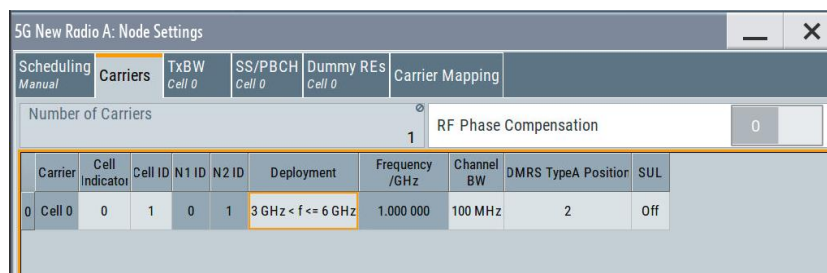 5G New Radio A: Node Settings
Scheduling Manual
Carriers
TxBW Cell 0
SS/PBCH Cell 0
Dummy REs Cell 0
Carrier Mapping
Number of Carriers 1
RF Phase Compensation 0
Carrier Cell Indicator Cell ID N1 ID N2 ID Deployment Frequency /GHz Channel BW DMRS TypeA Position SUL
0 Cell 0 0 1 0 1 3 GHz < f <= 6 GHz 1.000 000 100 MHz 2 Off